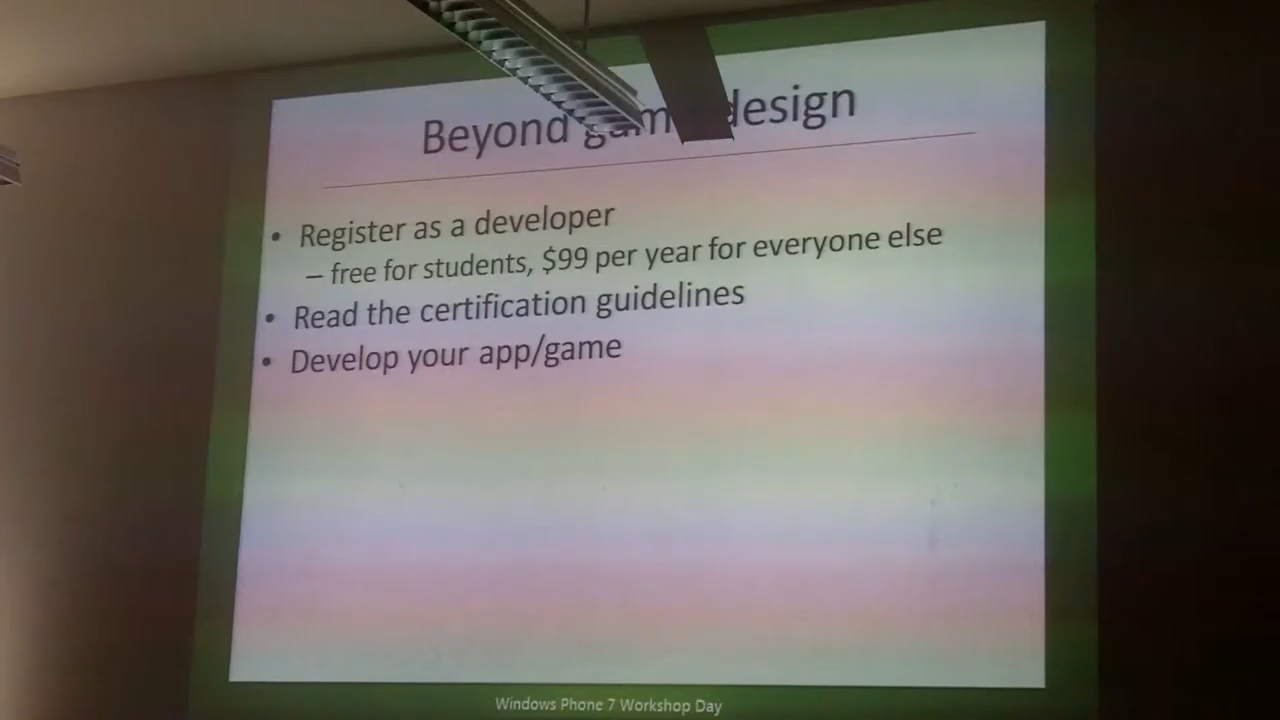 Beyond game design
• Register as a developer
– free for students, $99 per year for everyone else
• Read the certification guidelines
• Develop your app/game
Windows Phone 7 Workshop Day